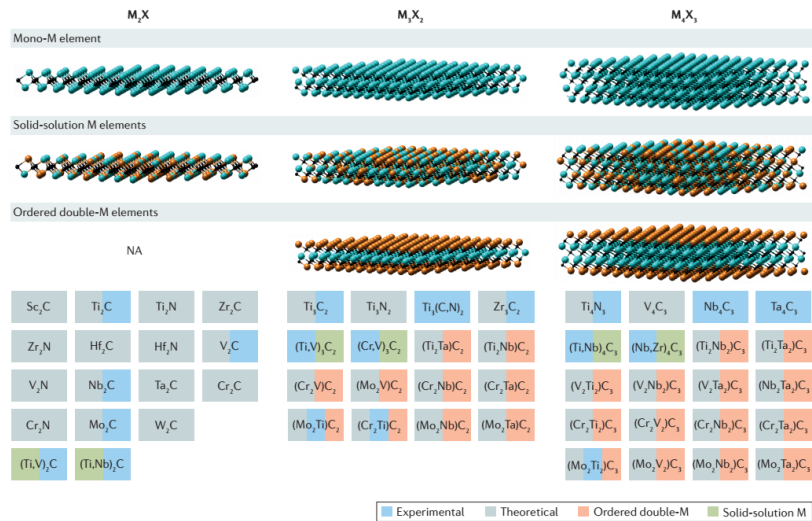 M₂X M₃X₂ M₄X₃
Mono-M element
Solid-solution M elements
Ordered double-M elements
NA
Sc₂C Ti₂C Ti₂N Zr₂C Ti₃C₂ Ti₃N₂ Ti₃(C,N)₂ Zr₃C₂ Ti₄N₃ V₄C₃ Nb₄C₃ Ta₄C₃
Zr₂N Hf₂C Hf₂N V₂C (Ti,V)₃C₂ (Cr,V)₃C₂ (Ti₂Ta)C₂ (Ti₂Nb)C₂ (Ti,Nb)₄C₃ (Nb,Zr)₄C₃ (Ti₂Nb₂)C₃ (Ti₂Ta₂)C₃
V₂N Nb₂C Ta₂C Cr₂C (Cr₂V)C₂ (Mo₂V)C₂ (Cr₂Nb)C₂ (Cr₂Ta)C₂ (V₂Ti₂)C₃ (V₂Nb₂)C₃ (V₂Ta₂)C₃ (Nb₂Ta₂)C₃
Cr₂N Mo₂C W₂C (Mo₂Ti)C₂ (Cr₂Ti)C₂ (Mo₂Nb)C₂ (Mo₂Ta)C₂ (Cr₂Ti₂)C₃ (Cr₂V₂)C₃ (Cr₂Nb₂)C₃ (Cr₂Ta₂)C₃
(Ti,V)₂C (Ti,Nb)₂C (Mo₂Ti₂)C₃ (Mo₂V₂)C₃ (Mo₂Nb₂)C₃ (Mo₂Ta₂)C₃
Experimental Theoretical Ordered double-M Solid-solution M